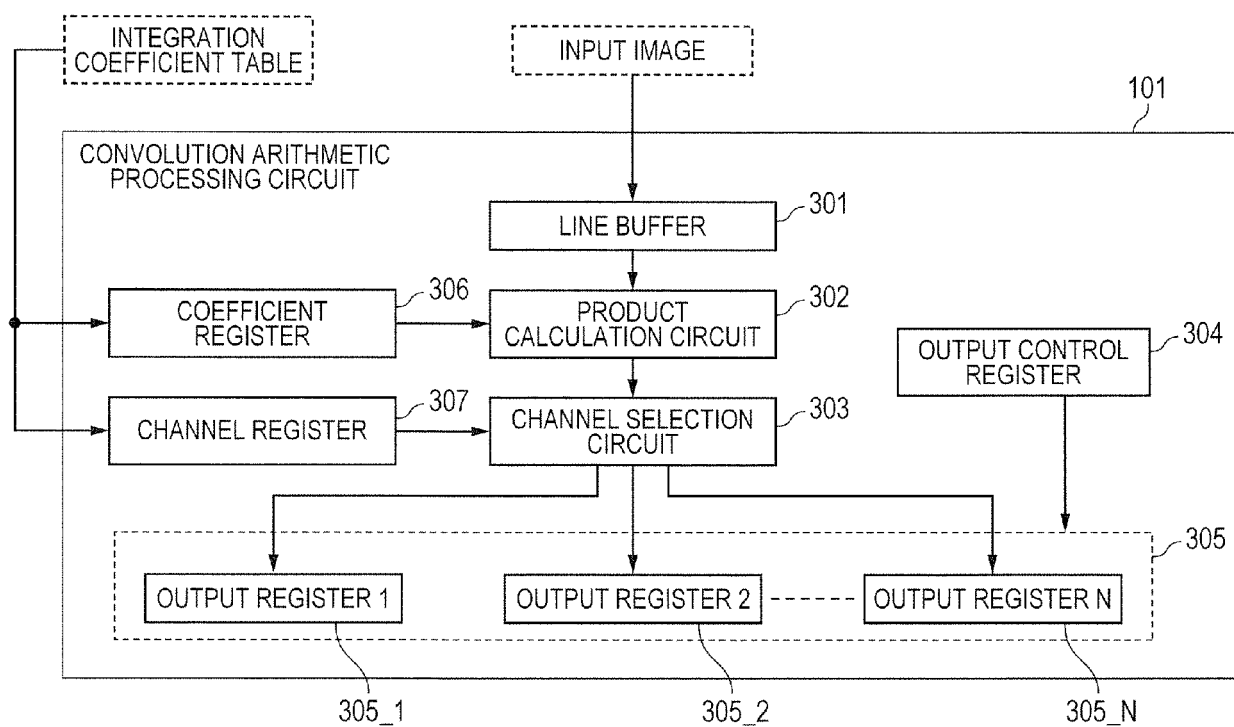 INTEGRATION
COEFFICIENT TABLE
INPUT IMAGE
101
CONVOLUTION ARITHMETIC
PROCESSING CIRCUIT
LINE BUFFER
301
306
COEFFICIENT
REGISTER
PRODUCT
CALCULATION CIRCUIT
302
OUTPUT CONTROL
REGISTER
304
307
CHANNEL REGISTER
CHANNEL SELECTION
CIRCUIT
303
305
OUTPUT REGISTER 1
OUTPUT REGISTER 2
OUTPUT REGISTER N
305_1
305_2
305_N